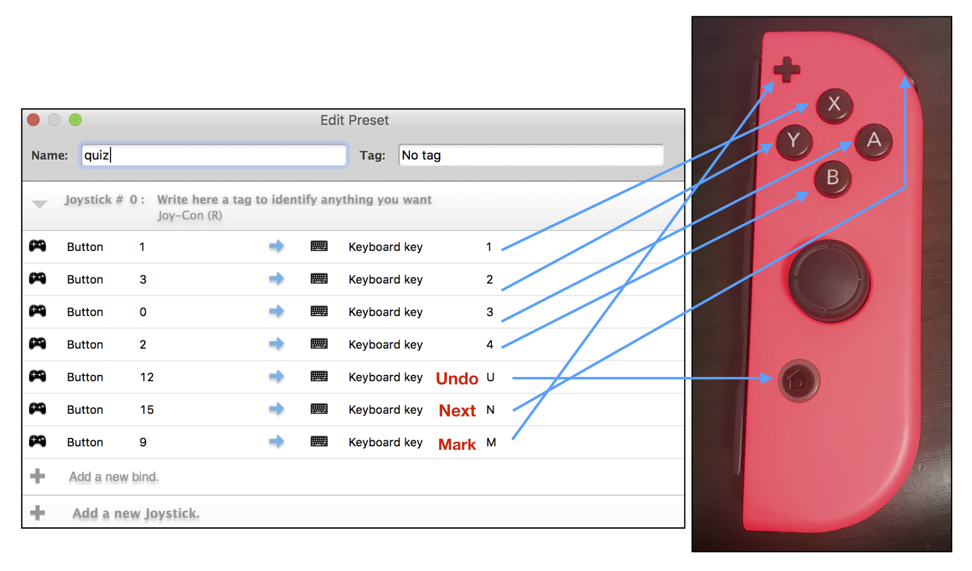 Edit Preset
Name: quiz Tag: No tag
Joystick # 0 : Write here a tag to identify anything you want
Joy-Con (R)
Button 1 Keyboard key 1
Button 3 Keyboard key 2
Button 0 Keyboard key 3
Button 2 Keyboard key 4
Button 12 Keyboard key Undo U
Button 15 Keyboard key Next N
Button 9 Keyboard key Mark M
Add a new bind.
Add a new Joystick.
X
Y A
B